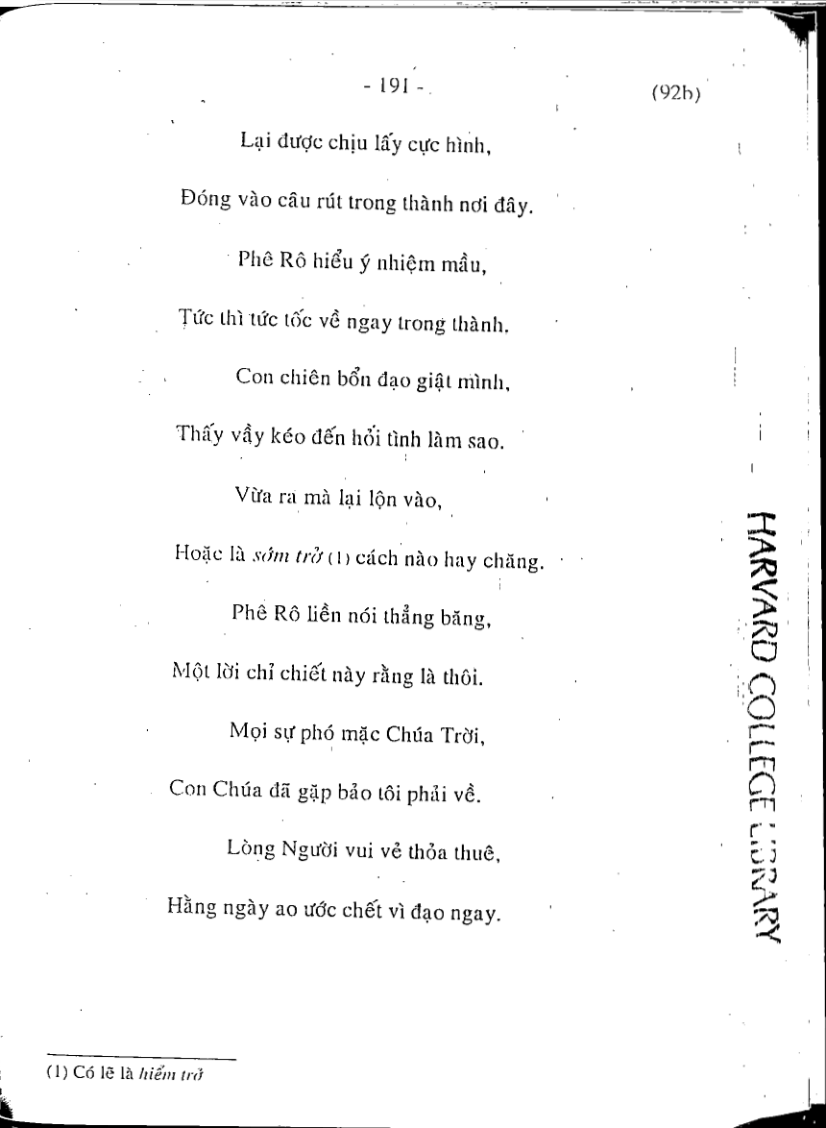 - 191 -
(92b)
Lại được chịu lấy cực hình,
Đóng vào câu rút trong thành nơi đây.
Phê Rô hiểu ý nhiệm mầu,
Tức thì tức tốc về ngay trong thành.
Con chiên bổn đạo giật mình,
Thấy vầy kéo đến hỏi tình làm sao.
Vừa ra mà lại lộn vào,
Hoặc là sớm trở (1) cách nào hay chăng.
Phê Rô liền nói thẳng băng,
Một lời chỉ chiết này rằng là thôi.
Mọi sự phó mặc Chúa Trời,
Con Chúa đã gặp bảo tôi phải về.
Lòng Người vui vẻ thỏa thuê,
Hằng ngày ao ước chết vì đạo ngay.
(1) Có lẽ là hiểm trở
HARVARD COLLEGE LIBRARY